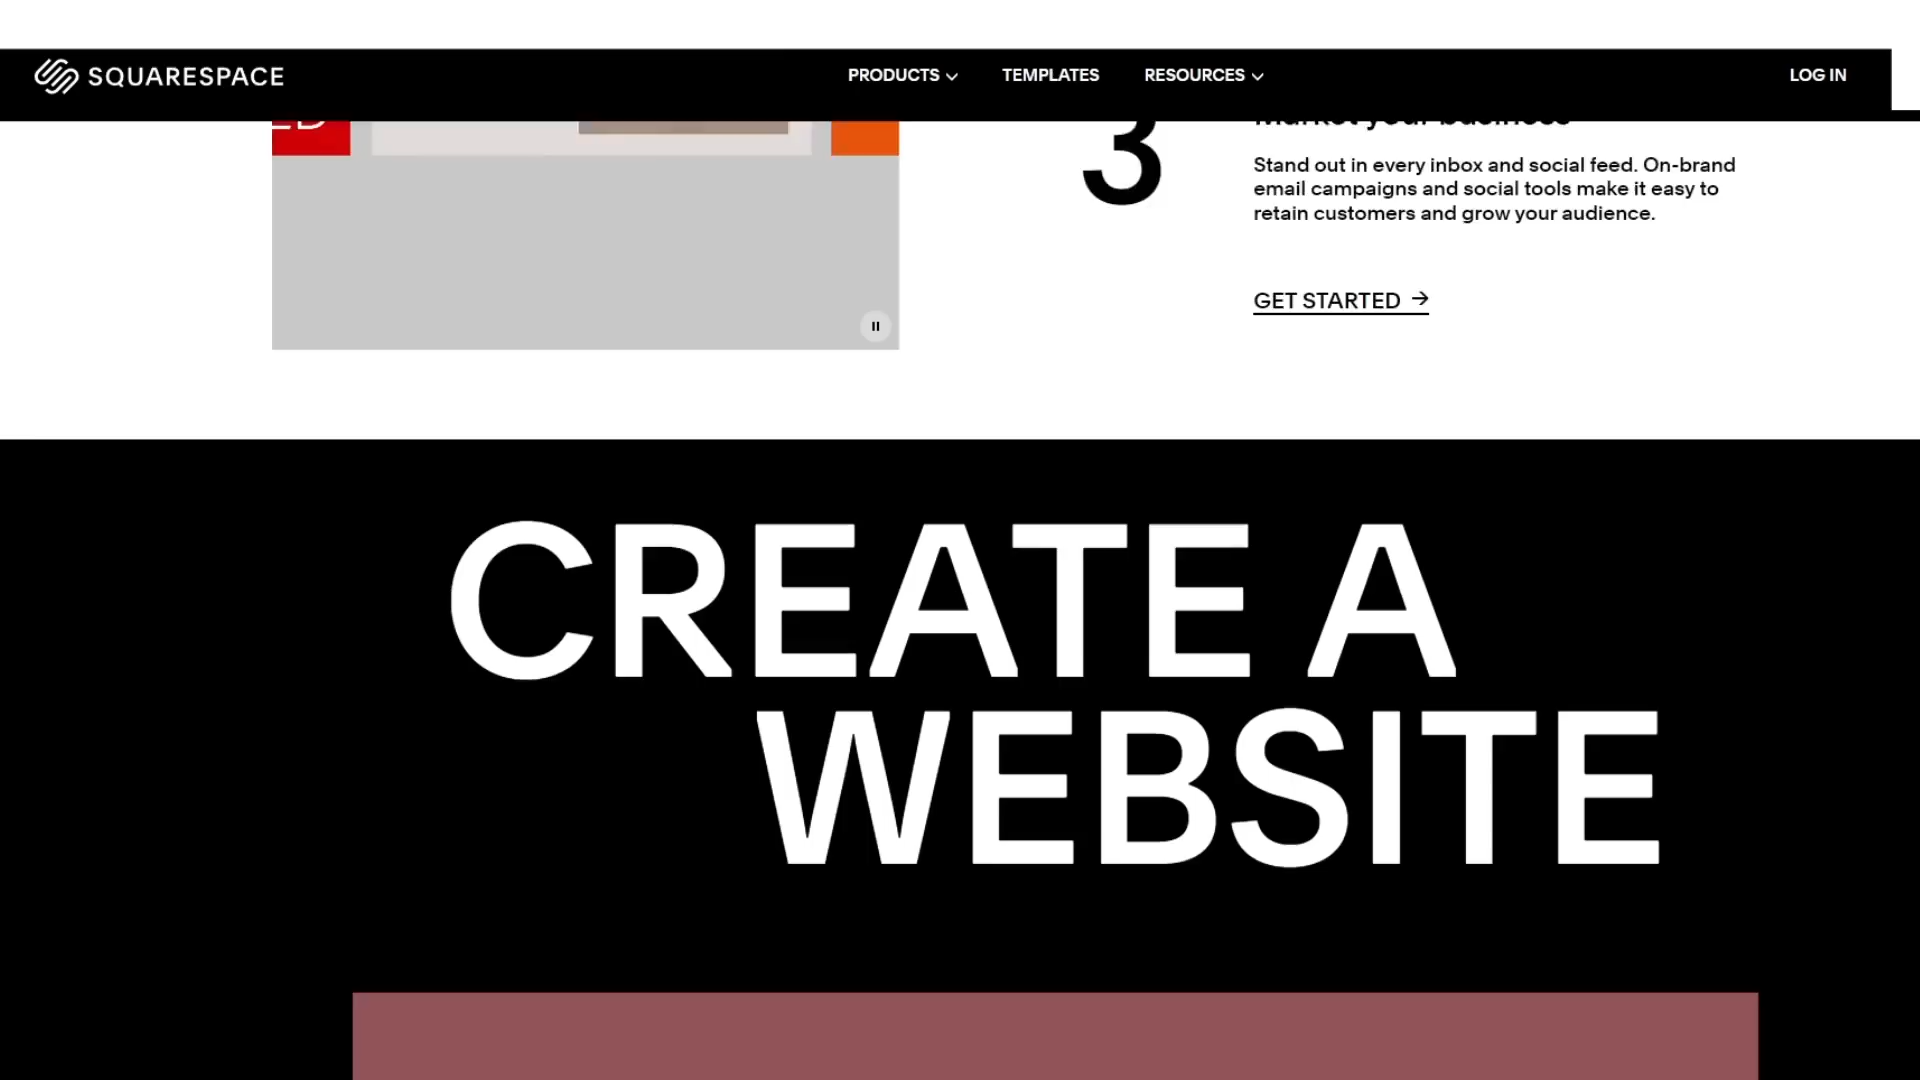 SQUARESPACE
PRODUCTS
TEMPLATES
RESOURCES
LOG IN
3
Market your business
Stand out in every inbox and social feed. On-brand
email campaigns and social tools make it easy to
retain customers and grow your audience.
GET STARTED →
CREATE A
WEBSITE